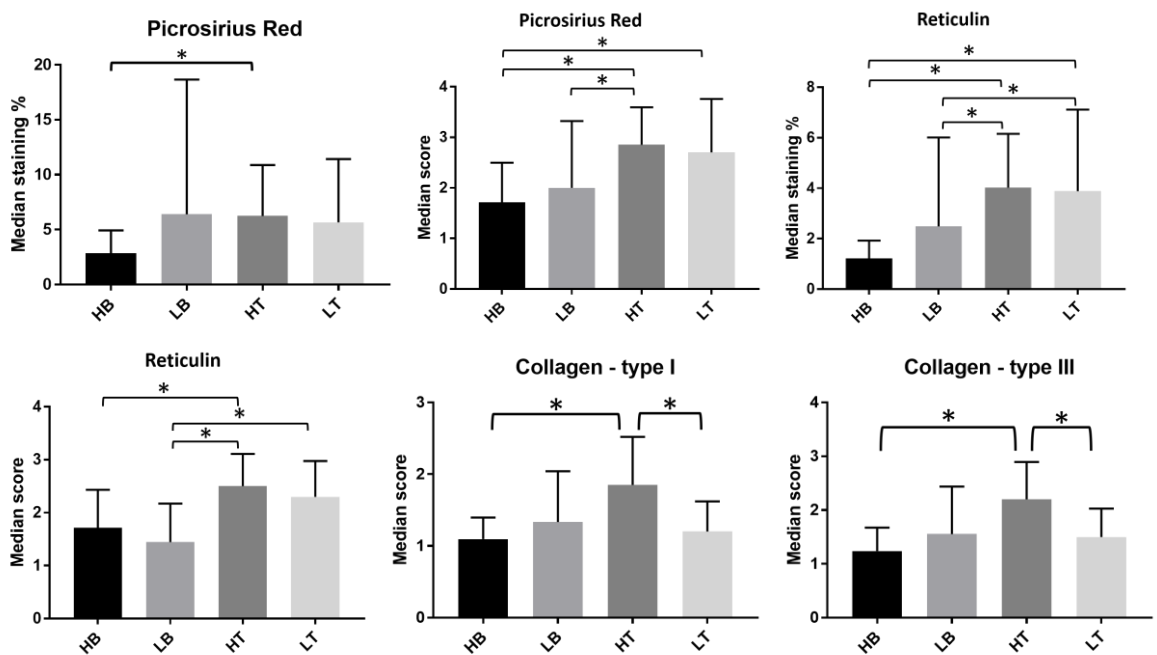 Picrosirius Red
*
20
15
10
5
0
Median staining %
HB LB HT LT
Picrosirius Red
*
*
*
4
3
2
1
0
Median score
HB LB HT LT
Reticulin
*
*
*
*
8
6
4
2
0
Median staining %
HB LB HT LT
Reticulin
*
*
*
4
3
2
1
0
Median score
HB LB HT LT
Collagen - type I
* *
3
2
1
0
Median score
HB LB HT LT
Collagen - type III
* *
4
3
2
1
0
Median score
HB LB HT LT